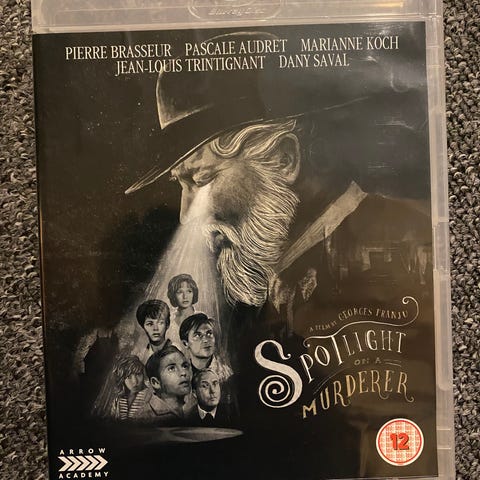 PIERRE BRASSEUR PASCALE AUDRET MARIANNE KOCH
JEAN-LOUIS TRINTIGNANT DANY SAVAL
A FILM BY GEORGES FRANJU
SPOTLIGHT
ON A
MURDERER
12
ARROW
ACADEMY